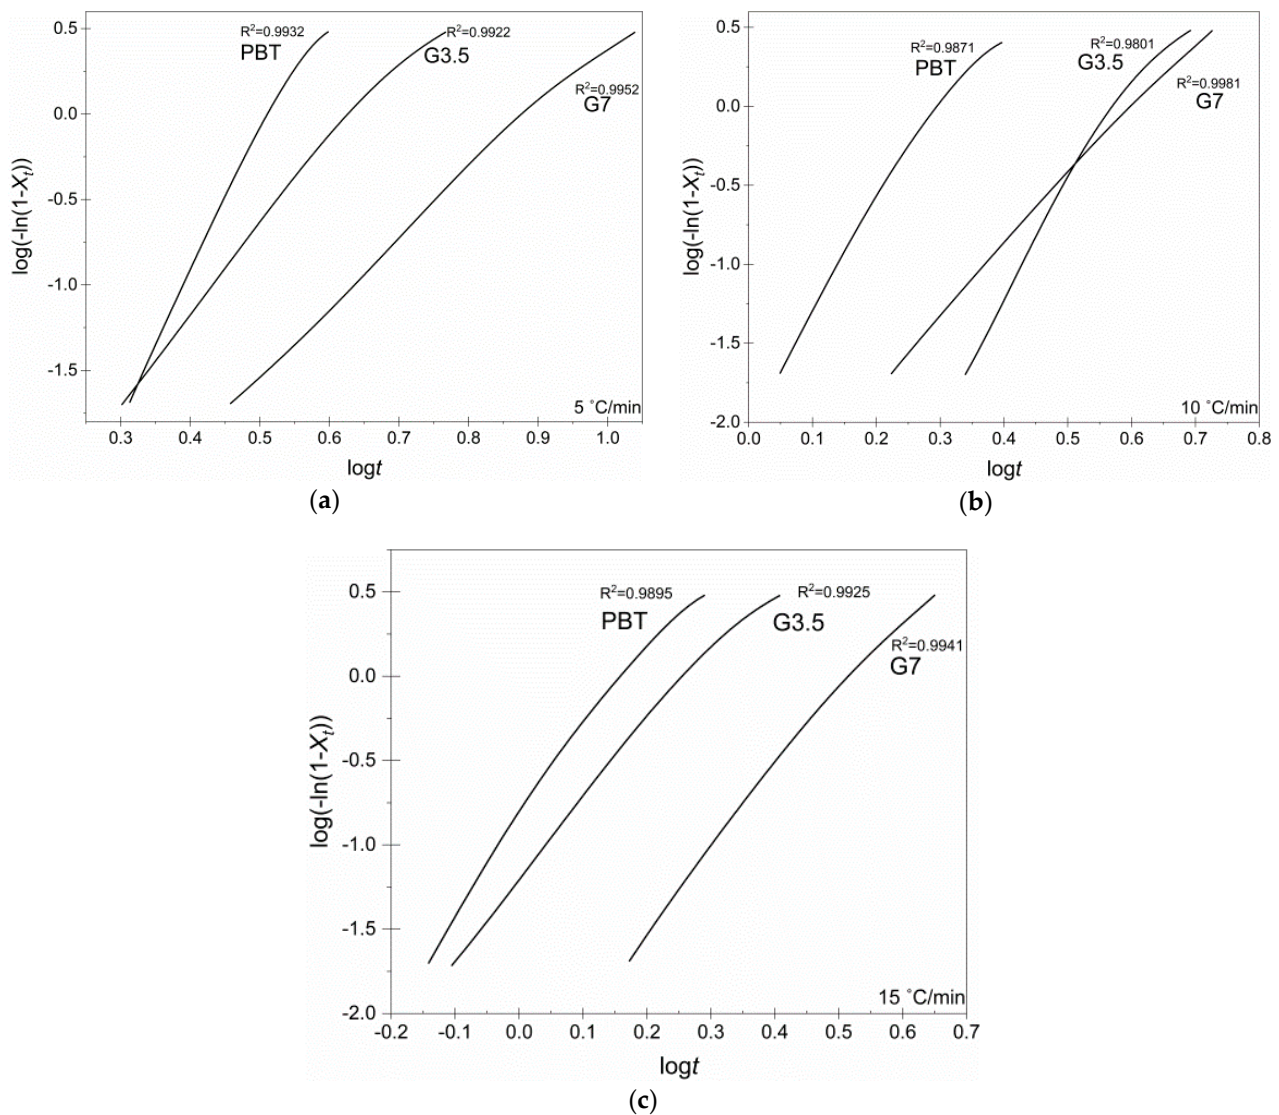 R²=0.9932
PBT
R²=0.9922
G3.5
R²=0.9952
G7
0.5
0.0
-0.5
-1.0
-1.5
log(-ln(1-Xt))
5 °C/min
0.3 0.4 0.5 0.6 0.7 0.8 0.9 1.0
logt
(a)
R²=0.9871
PBT
R²=0.9801
G3.5
R²=0.9981
G7
0.5
0.0
-0.5
-1.0
-1.5
-2.0
log(-ln(1-Xt))
10 °C/min
0.0 0.1 0.2 0.3 0.4 0.5 0.6 0.7 0.8
logt
(b)
R²=0.9895
PBT
R²=0.9925
G3.5
R²=0.9941
G7
0.5
0.0
-0.5
-1.0
-1.5
-2.0
log(-ln(1-Xt))
15 °C/min
-0.2 -0.1 0.0 0.1 0.2 0.3 0.4 0.5 0.6 0.7
logt
(c)